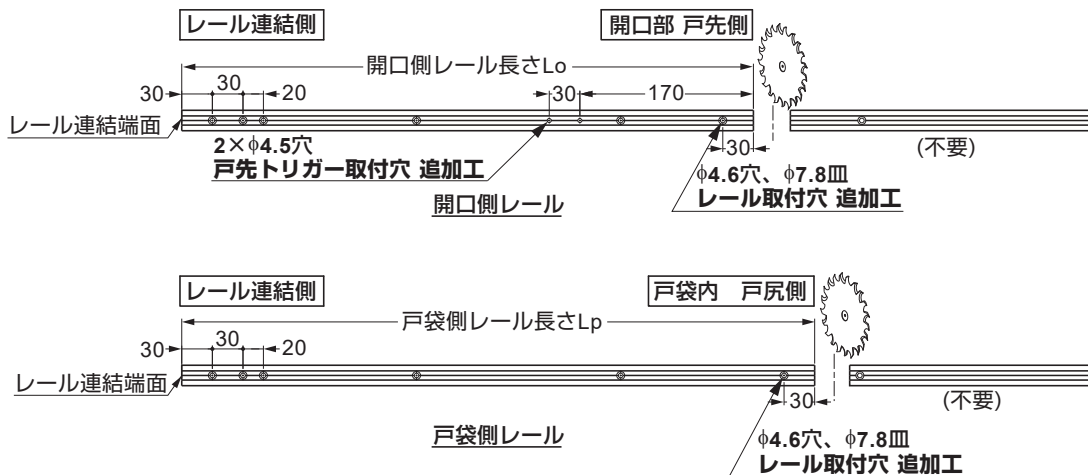 レール連結側
開口部 戸先側
開口側レール長さLo
30
30
20
30
170
レール連結端面
2×φ4.5穴
戸先トリガー取付穴 追加工
30
(不要)
φ4.6穴、φ7.8皿
レール取付穴 追加工
開口側レール
レール連結側
戸袋内 戸尻側
戸袋側レール長さLp
30
30
20
レール連結端面
30
(不要)
戸袋側レール
φ4.6穴、φ7.8皿
レール取付穴 追加工